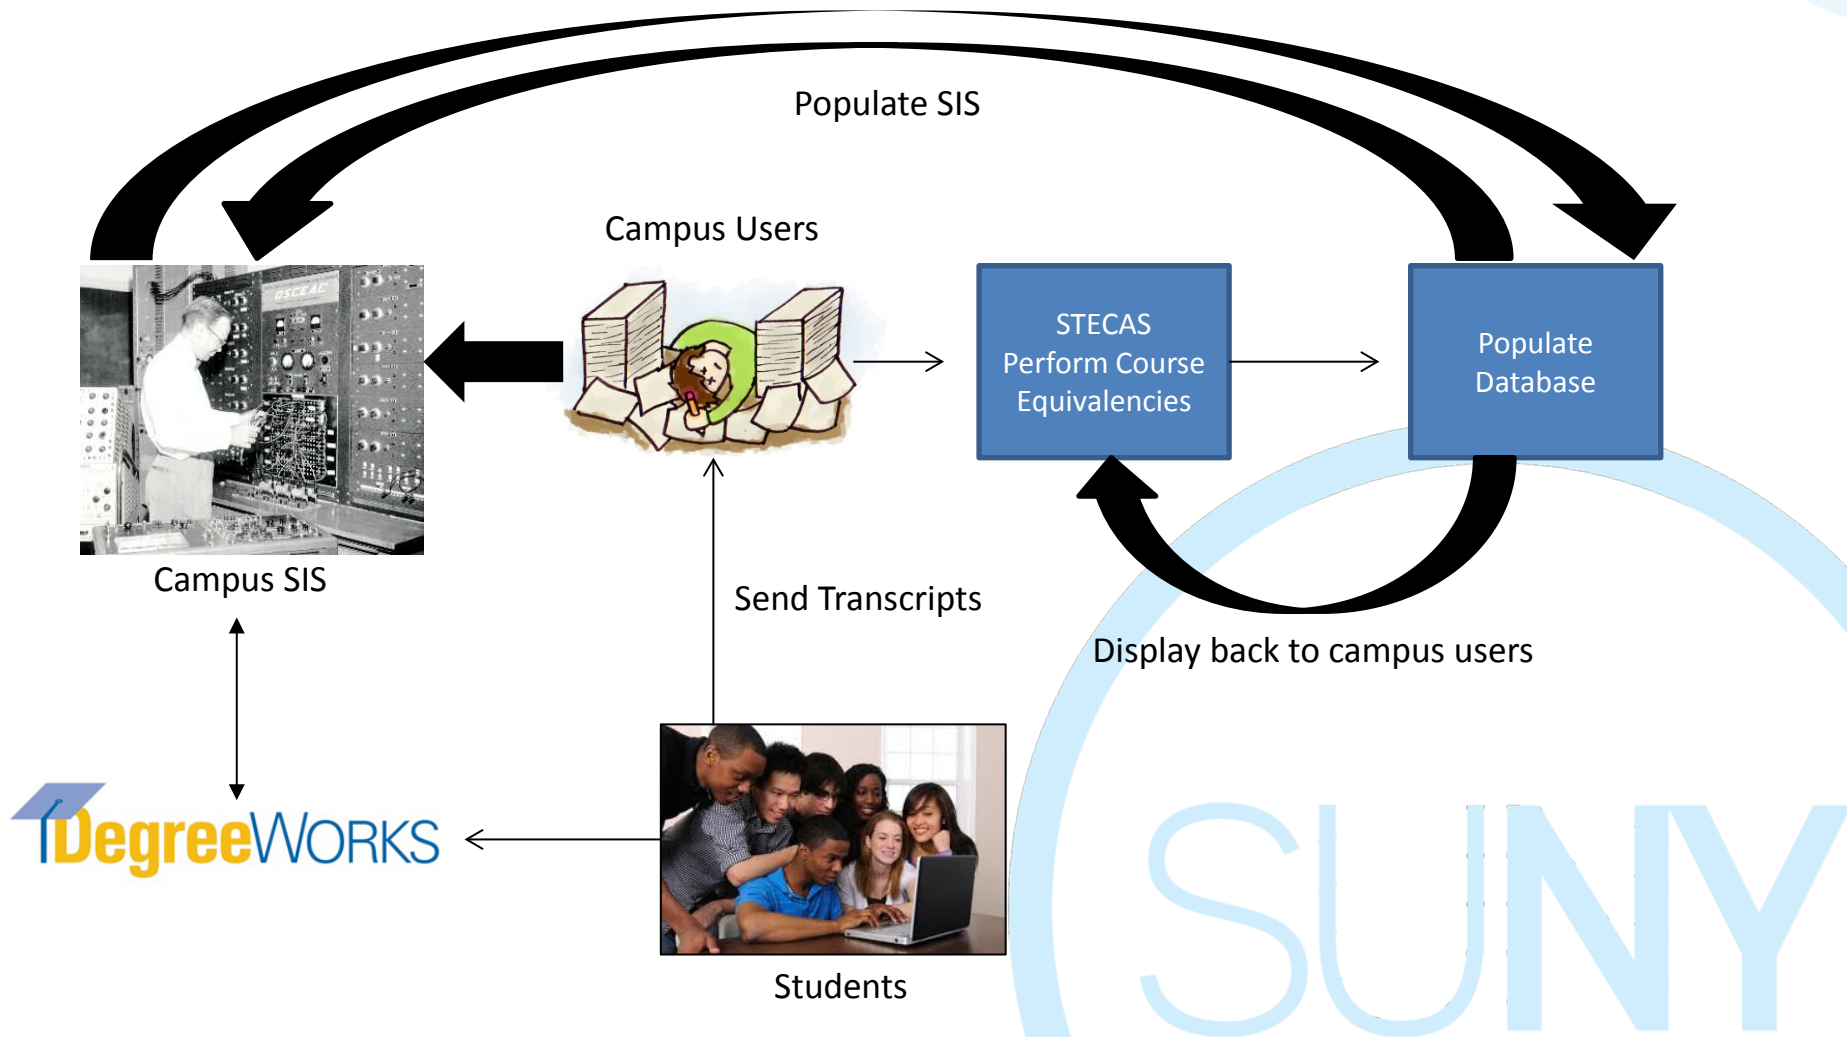 Populate SIS
Campus Users
OSCEAC
STECAS
Perform Course
Equivalencies
Populate
Database
Campus SIS
Send Transcripts
Display back to campus users
DegreeWORKS
SUNY
Students